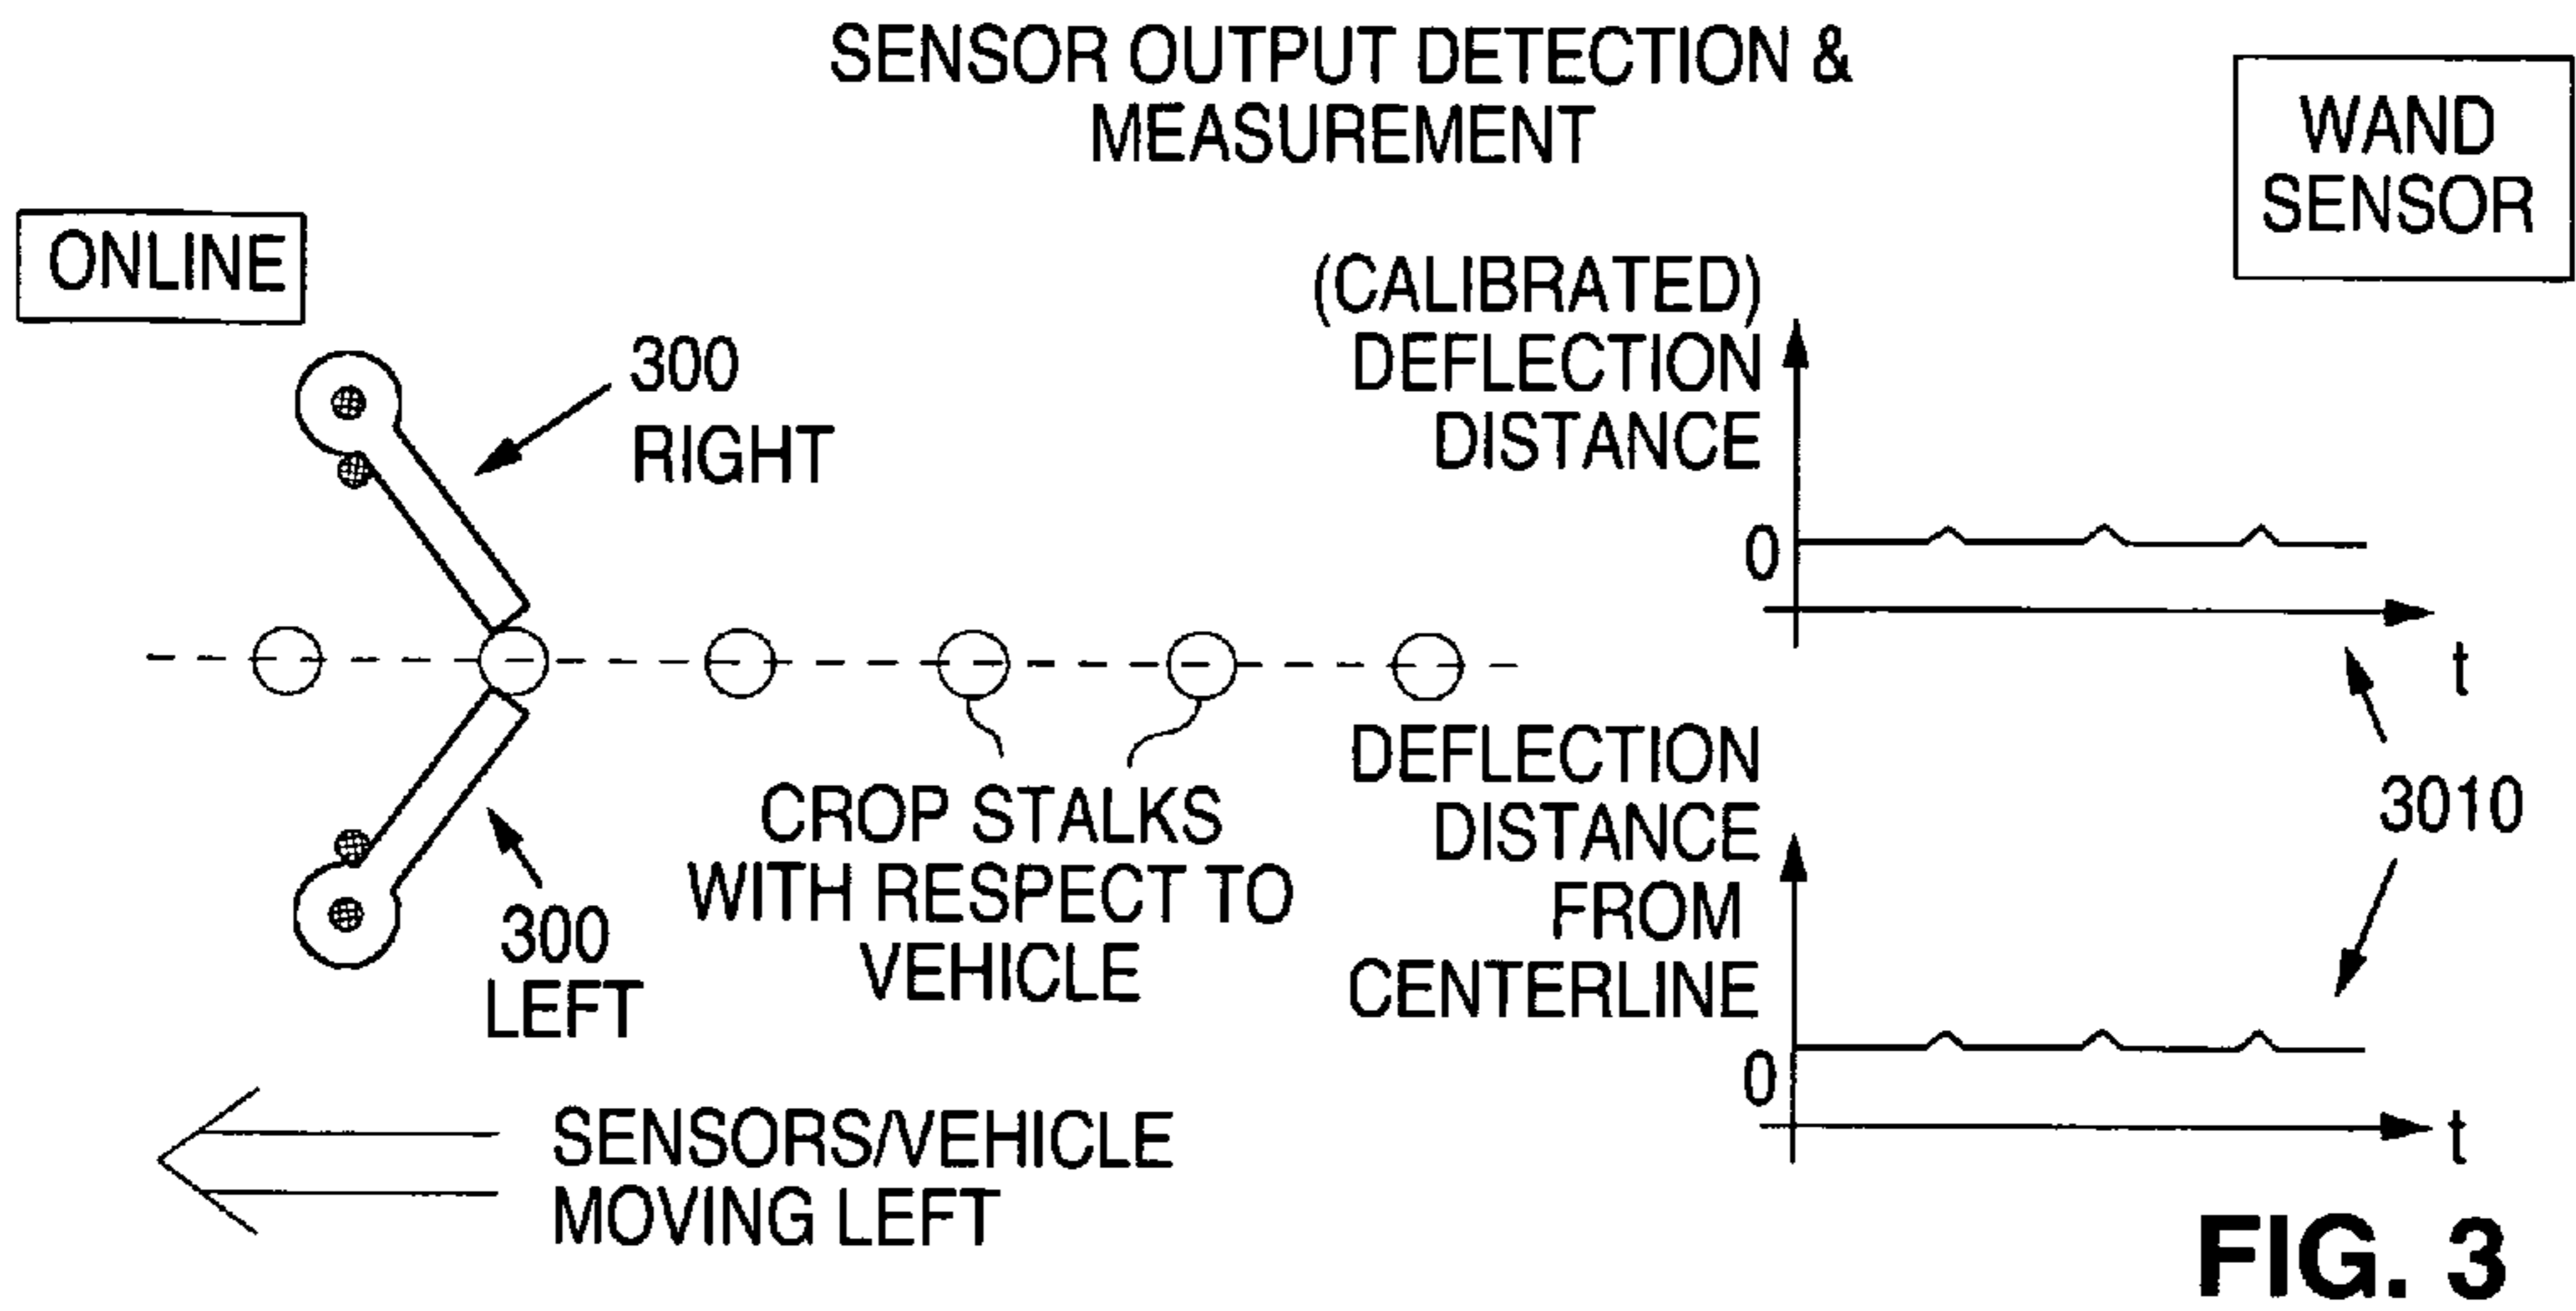 SENSOR OUTPUT DETECTION &
MEASUREMENT
WAND
SENSOR
ONLINE
300
RIGHT
(CALIBRATED)
DEFLECTION
DISTANCE
0
t
CROP STALKS
WITH RESPECT TO
VEHICLE
300
LEFT
DEFLECTION
DISTANCE
FROM
CENTERLINE
0
t
3010
SENSORS/VEHICLE
MOVING LEFT
FIG. 3